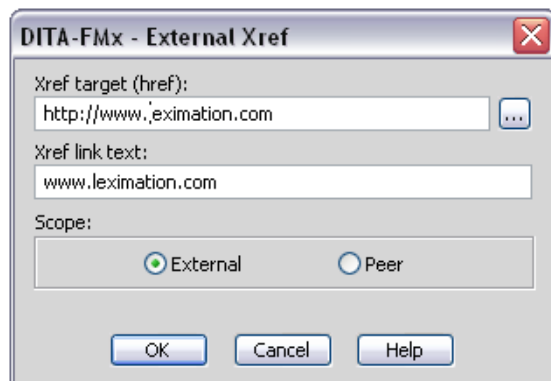 DITA-FMx - External Xref
Xref target (href):
http://www.leximation.com
...
Xref link text:
www.leximation.com
Scope:
External Peer
OK Cancel Help